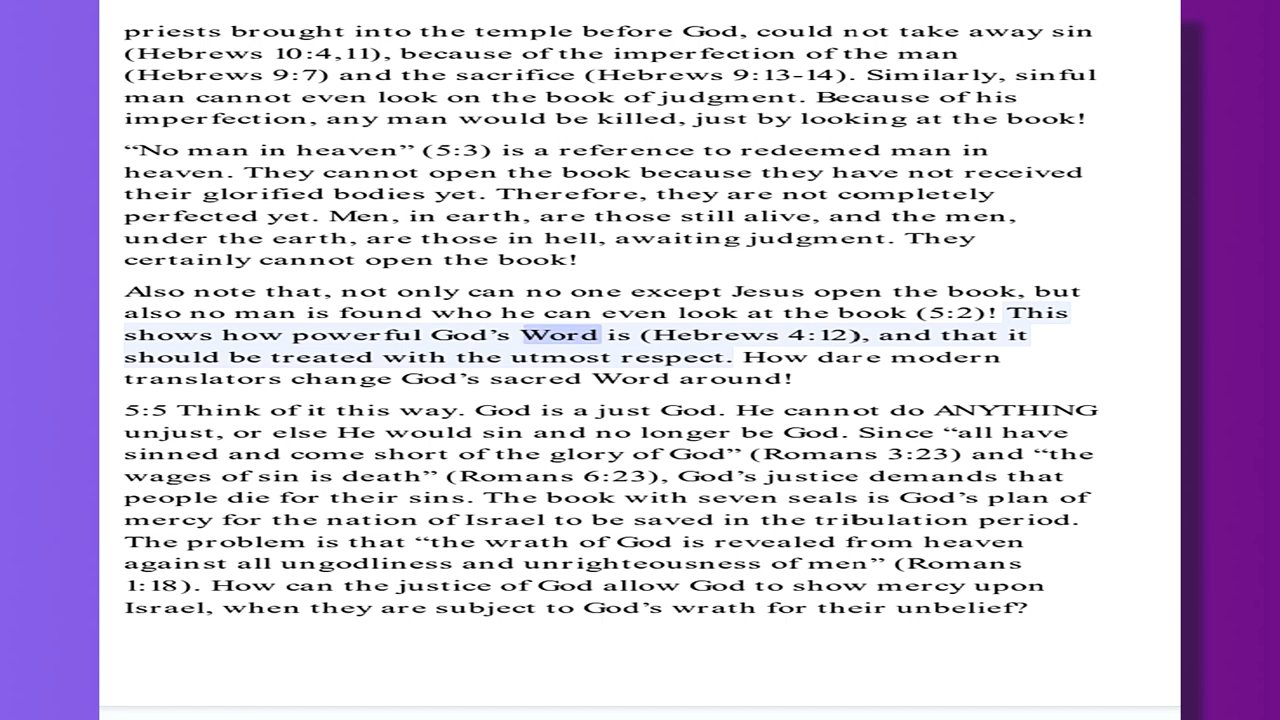 priests brought into the temple before God, could not take away sin
(Hebrews 10:4,11), because of the imperfection of the man
(Hebrews 9:7) and the sacrifice (Hebrews 9:13-14). Similarly, sinful
man cannot even look on the book of judgment. Because of his
imperfection, any man would be killed, just by looking at the book!
“No man in heaven” (5:3) is a reference to redeemed man in
heaven. They cannot open the book because they have not received
their glorified bodies yet. Therefore, they are not completely
perfected yet. Men, in earth, are those still alive, and the men,
under the earth, are those in hell, awaiting judgment. They
certainly cannot open the book!
Also note that, not only can no one except Jesus open the book, but
also no man is found who he can even look at the book (5:2)! This
shows how powerful God’s Word is (Hebrews 4:12), and that it
should be treated with the utmost respect. How dare modern
translators change God’s sacred Word around!
5:5 Think of it this way. God is a just God. He cannot do ANYTHING
unjust, or else He would sin and no longer be God. Since “all have
sinned and come short of the glory of God” (Romans 3:23) and “the
wages of sin is death” (Romans 6:23), God’s justice demands that
people die for their sins. The book with seven seals is God’s plan of
mercy for the nation of Israel to be saved in the tribulation period.
The problem is that “the wrath of God is revealed from heaven
against all ungodliness and unrighteousness of men” (Romans
1:18). How can the justice of God allow God to show mercy upon
Israel, when they are subject to God’s wrath for their unbelief?